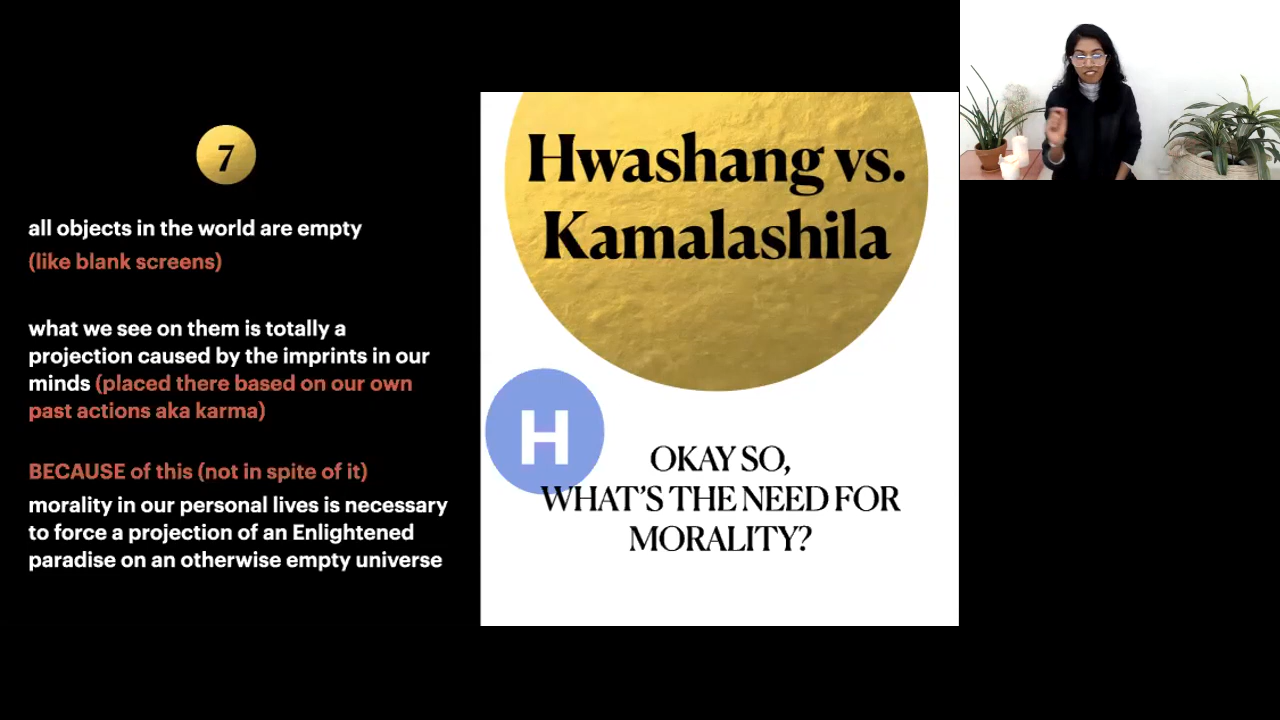 7
all objects in the world are empty
(like blank screens)
what we see on them is totally a
projection caused by the imprints in our
minds (placed there based on our own
past actions aka karma)
BECAUSE of this (not in spite of it)
morality in our personal lives is necessary
to force a projection of an Enlightened
paradise on an otherwise empty universe
Hwashang vs.
Kamalashila
H
OKAY SO,
WHAT'S THE NEED FOR
MORALITY?